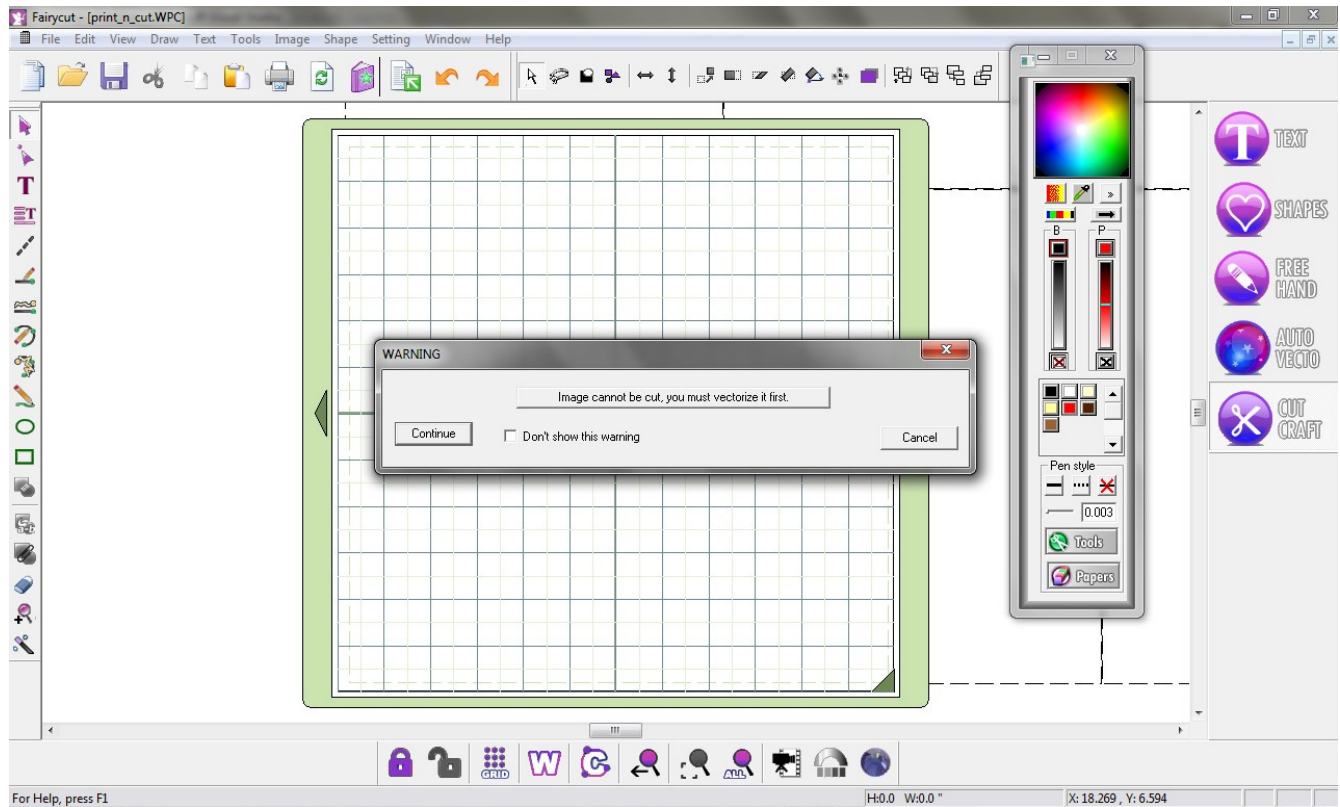 Fairycut - [print_n_cut.WPC]
File Edit View Draw Text Tools Image Shape Setting Window Help
T
T
TEXT
SHAPES
FREE
HAND
AUTO
VECTO
CUT
CRAFT
B P
Pen style
0.003
Tools
Papers
WARNING
Image cannot be cut, you must vectorize it first.
Continue
Don't show this warning
Cancel
GRID
W
C
ALL
For Help, press F1
H:0.0 W:0.0 "
X: 18.269 , Y: 6.594